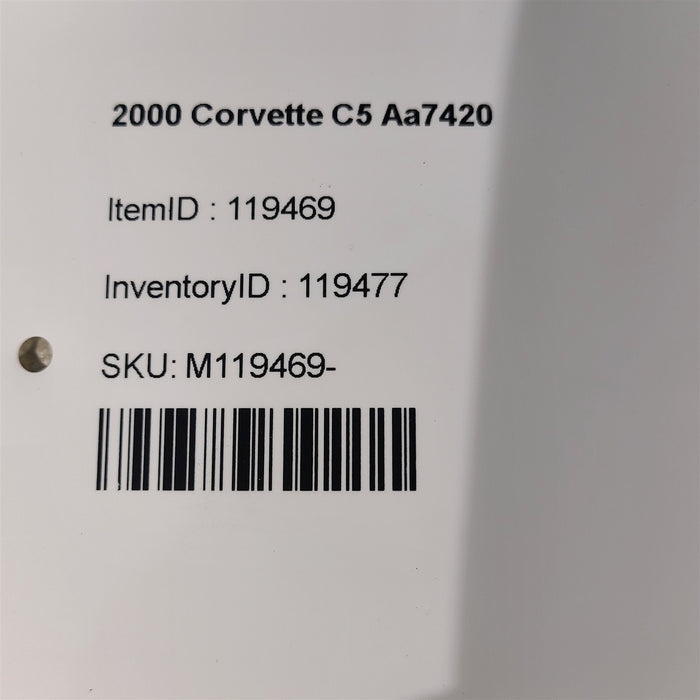 2000 Corvette C5 Aa7420
ItemID : 119469
InventoryID : 119477
SKU: M119469-